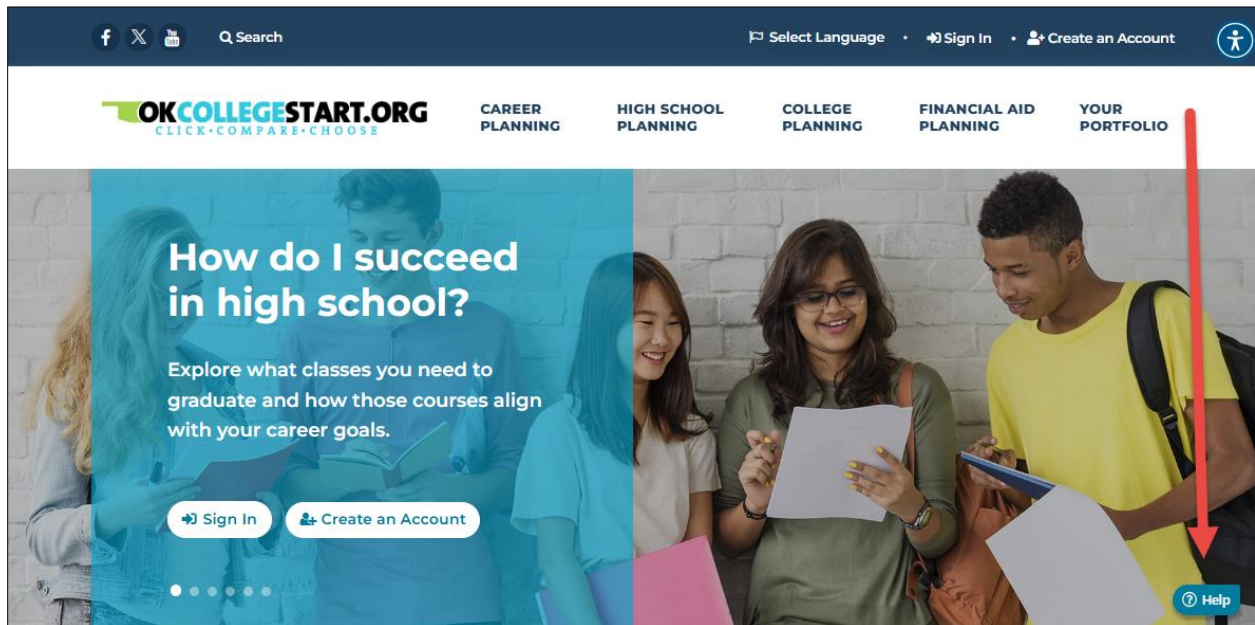 f X You Tube Search Select Language • Sign In • Create an Account
OKCOLLEGESTART.ORG
CLICK•COMPARE•CHOOSE
CAREER
PLANNING
HIGH SCHOOL
PLANNING
COLLEGE
PLANNING
FINANCIAL AID
PLANNING
YOUR
PORTFOLIO
How do I succeed
in high school?
Explore what classes you need to
graduate and how those courses align
with your career goals.
Sign In Create an Account
? Help